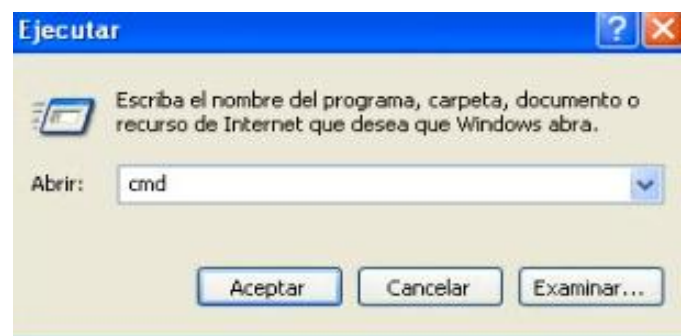 Ejecutar
Escriba el nombre del programa, carpeta, documento o
recurso de Internet que desea que Windows abra.
Abrir: cmd
Aceptar Cancelar Examinar...